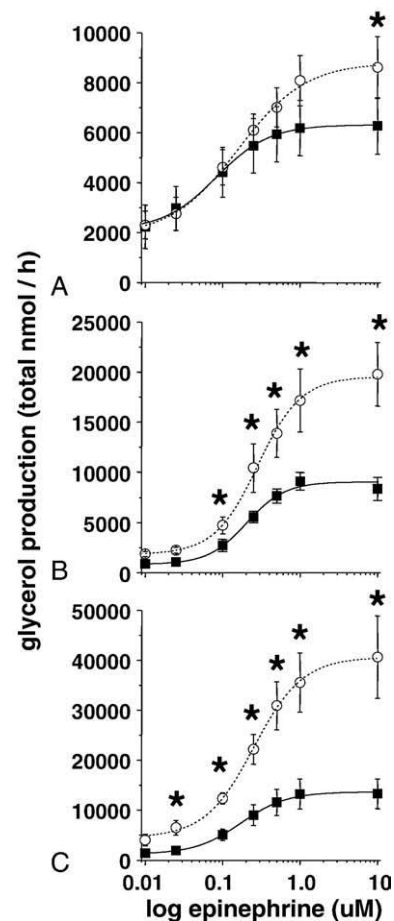 10000
8000
6000
4000
2000
0
A
*
25000
20000
15000
10000
5000
0
B
* * * * *
50000
40000
30000
20000
10000
0
C
* * * * * *
0.01 0.1 1.0 10
log epinephrine (uM)
glycerol production (total nmol / h)